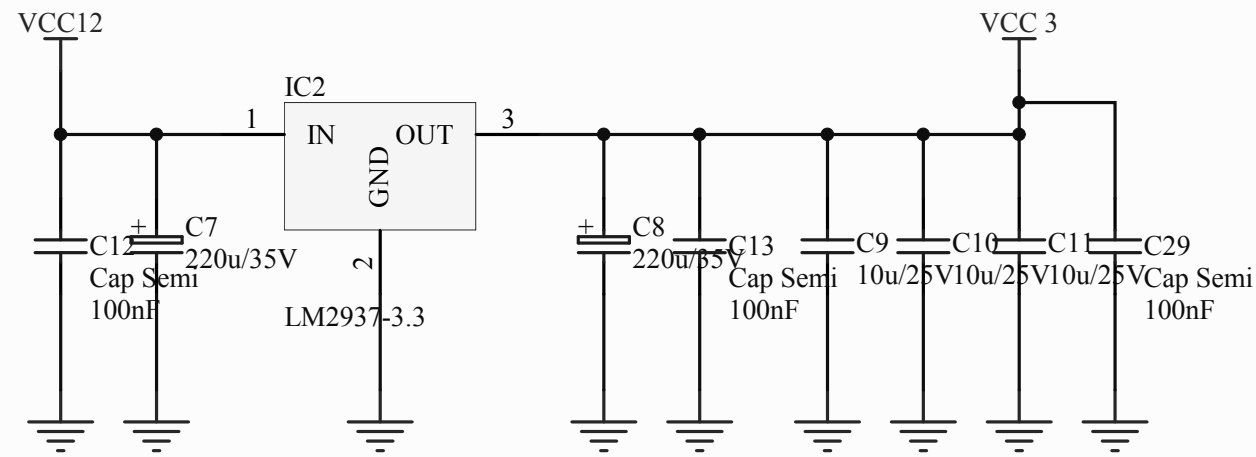 VCC12
VCC 3
IC2
1
IN
OUT
3
GND
2
LM2937-3.3
C12
Cap Semi
100nF
+
C7
220u/35V
+
C8
220u/35V
C13
Cap Semi
100nF
C9
10u/25V
C10
10u/25V
C11
10u/25V
C29
Cap Semi
100nF